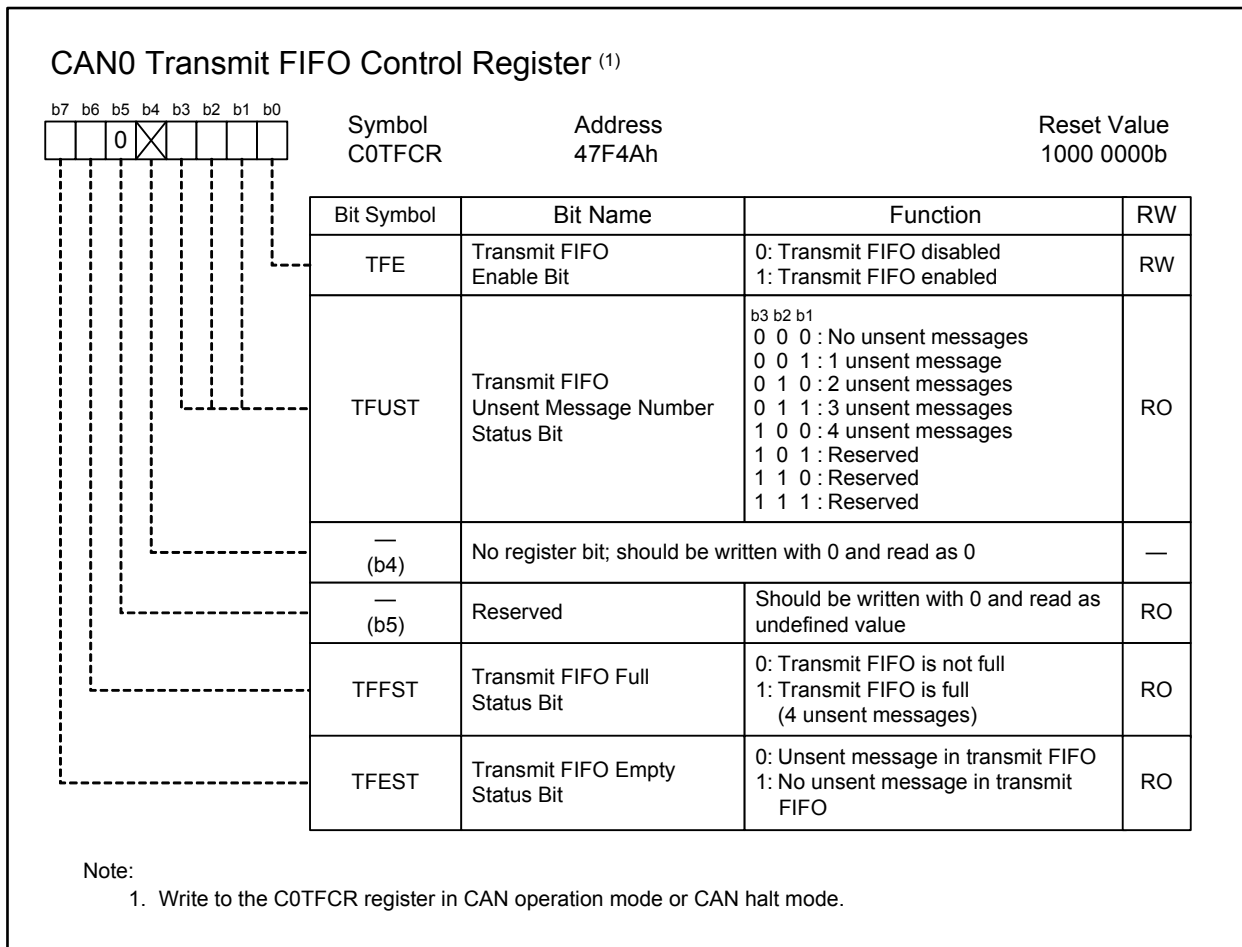 CAN0 Transmit FIFO Control Register (1)
b7 b6 b5 b4 b3 b2 b1 b0
0
Symbol Address Reset Value
C0TFCR 47F4Ah 1000 0000b
Bit Symbol Bit Name Function RW
TFE
Transmit FIFO
Enable Bit
0: Transmit FIFO disabled
1: Transmit FIFO enabled
RW
TFUST
Transmit FIFO
Unsent Message Number
Status Bit
b3 b2 b1
0 0 0 : No unsent messages
0 0 1 : 1 unsent message
0 1 0 : 2 unsent messages
0 1 1 : 3 unsent messages
1 0 0 : 4 unsent messages
1 0 1 : Reserved
1 1 0 : Reserved
1 1 1 : Reserved
RO
—
(b4)
No register bit; should be written with 0 and read as 0
—
—
(b5)
Reserved
Should be written with 0 and read as
undefined value
RO
TFFST
Transmit FIFO Full
Status Bit
0: Transmit FIFO is not full
1: Transmit FIFO is full
(4 unsent messages)
RO
TFEST
Transmit FIFO Empty
Status Bit
0: Unsent message in transmit FIFO
1: No unsent message in transmit
FIFO
RO
Note:
1. Write to the C0TFCR register in CAN operation mode or CAN halt mode.